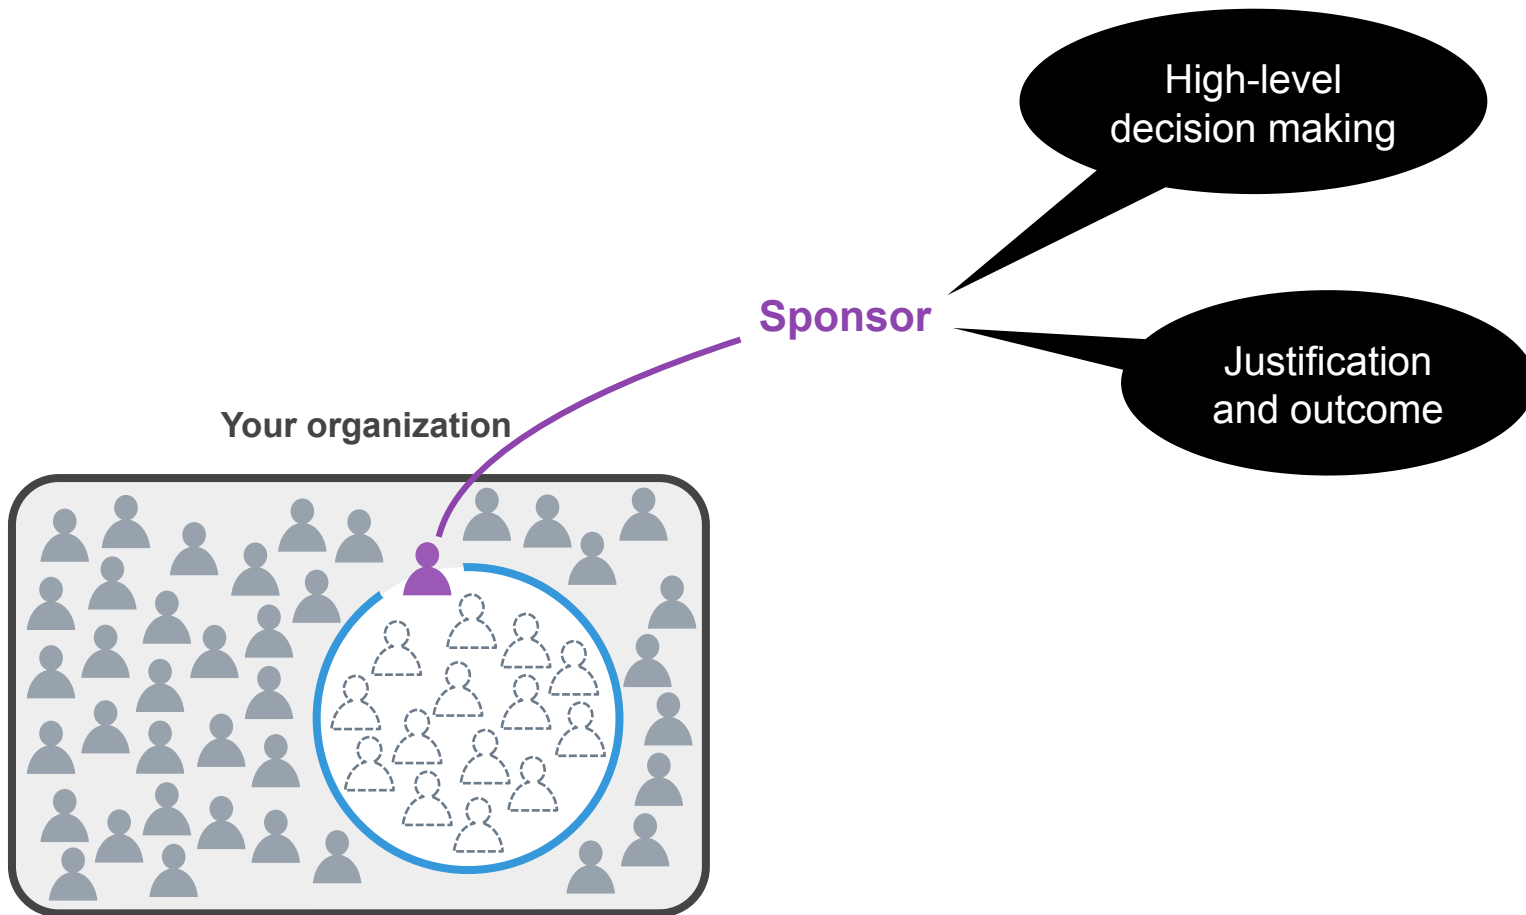 High-level
decision making
Sponsor
Justification
and outcome
Your organization